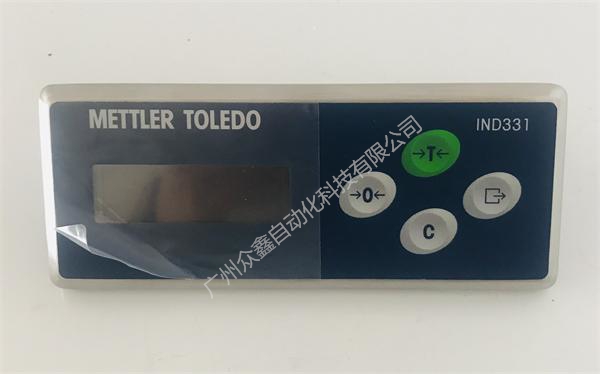 METTLER TOLEDO
IND331
→T←
→0←
C
广州众鑫自动化科技有限公司